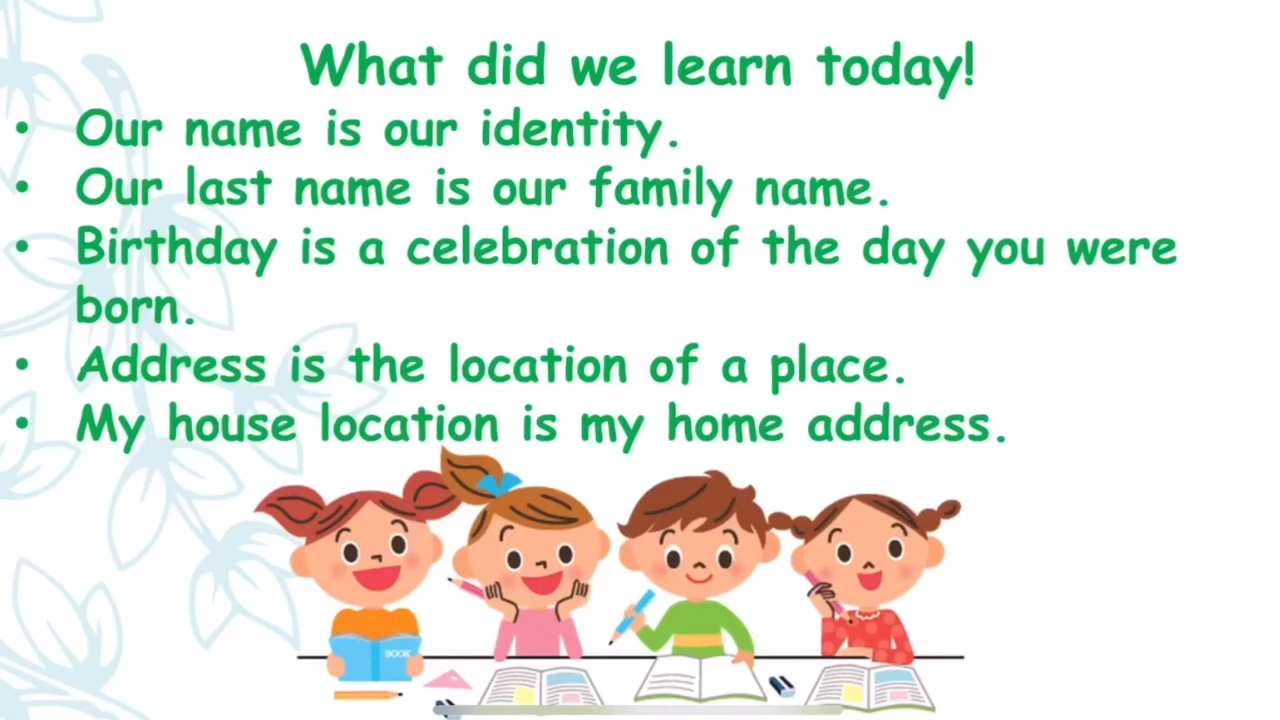 What did we learn today!
• Our name is our identity.
• Our last name is our family name.
• Birthday is a celebration of the day you were
born.
• Address is the location of a place.
• My house location is my home address.
BOOK